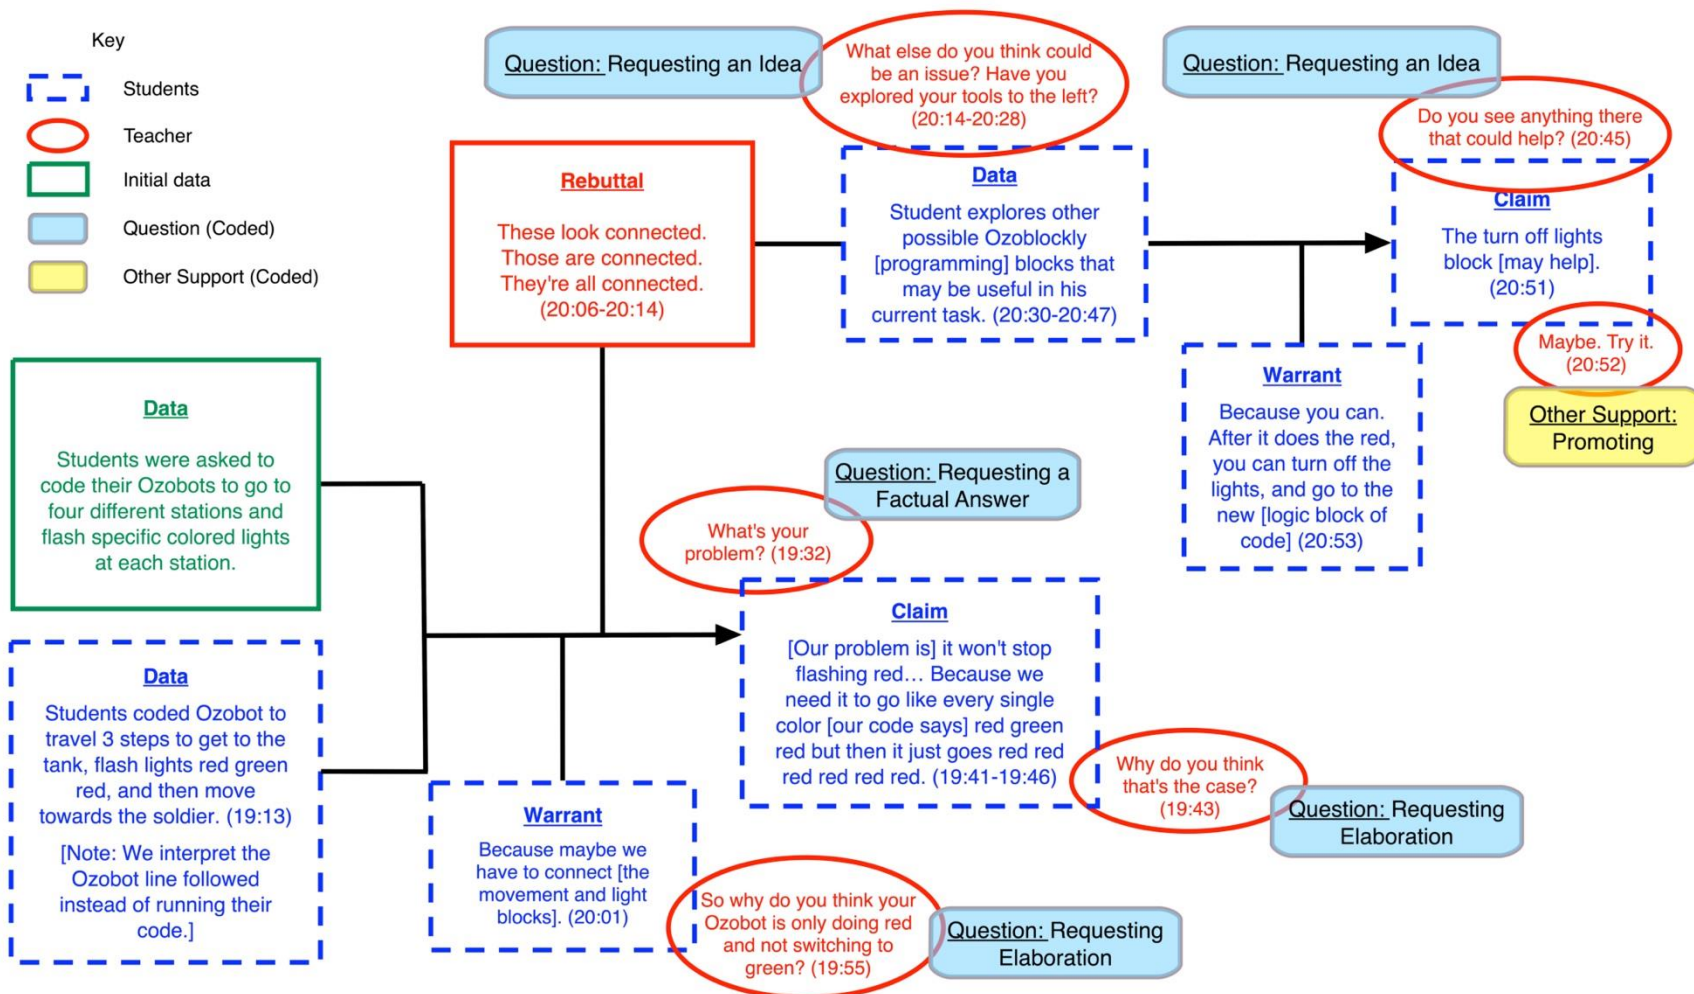 Key
Students
Teacher
Initial data
Question (Coded)
Other Support (Coded)
Question: Requesting an Idea
What else do you think could
be an issue? Have you
explored your tools to the left?
(20:14-20:28)
Question: Requesting an Idea
Do you see anything there
that could help? (20:45)
Rebuttal
These look connected.
Those are connected.
They're all connected.
(20:06-20:14)
Data
Student explores other
possible Ozoblockly
[programming] blocks that
may be useful in his
current task. (20:30-20:47)
Claim
The turn off lights
block [may help].
(20:51)
Maybe. Try it.
(20:52)
Other Support:
Promoting
Warrant
Because you can.
After it does the red,
you can turn off the
lights, and go to the
new [logic block of
code] (20:53)
Data
Students were asked to
code their Ozobots to go to
four different stations and
flash specific colored lights
at each station.
Question: Requesting a
Factual Answer
What's your
problem? (19:32)
Claim
[Our problem is] it won't stop
flashing red... Because we
need it to go like every single
color [our code says] red green
red but then it just goes red red
red red red red. (19:41-19:46)
Data
Students coded Ozobot to
travel 3 steps to get to the
tank, flash lights red green
red, and then move
towards the soldier. (19:13)
[Note: We interpret the
Ozobot line followed
instead of running their
code.]
Warrant
Because maybe we
have to connect [the
movement and light
blocks]. (20:01)
Why do you think
that's the case?
(19:43)
Question: Requesting
Elaboration
So why do you think your
Ozobot is only doing red
and not switching to
green? (19:55)
Question: Requesting
Elaboration